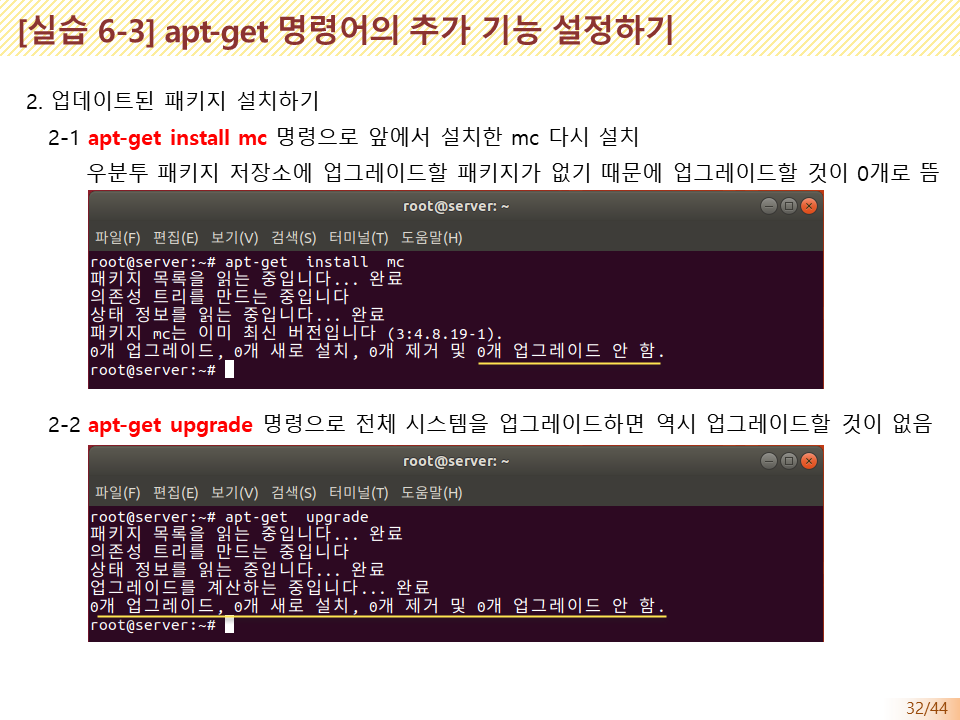 [실습 6-3] apt-get 명령어의 추가 기능 설정하기
2. 업데이트된 패키지 설치하기
2-1 apt-get install mc 명령으로 앞에서 설치한 mc 다시 설치
우분투 패키지 저장소에 업그레이드할 패키지가 없기 때문에 업그레이드할 것이 0개로 뜸
root@server: ~
파일(F) 편집(E) 보기(V) 검색(S) 터미널(T) 도움말(H)
root@server:~# apt-get  install  mc
패키지 목록을 읽는 중입니다... 완료
의존성 트리를 만드는 중입니다
상태 정보를 읽는 중입니다... 완료
패키지 mc는 이미 최신 버전입니다 (3:4.8.19-1).
0개 업그레이드, 0개 새로 설치, 0개 제거 및 0개 업그레이드 안 함.
root@server:~#
2-2 apt-get upgrade 명령으로 전체 시스템을 업그레이드하면 역시 업그레이드할 것이 없음
root@server: ~
파일(F) 편집(E) 보기(V) 검색(S) 터미널(T) 도움말(H)
root@server:~# apt-get  upgrade
패키지 목록을 읽는 중입니다... 완료
의존성 트리를 만드는 중입니다
상태 정보를 읽는 중입니다... 완료
업그레이드를 계산하는 중입니다... 완료
0개 업그레이드, 0개 새로 설치, 0개 제거 및 0개 업그레이드 안 함.
root@server:~#
32/44